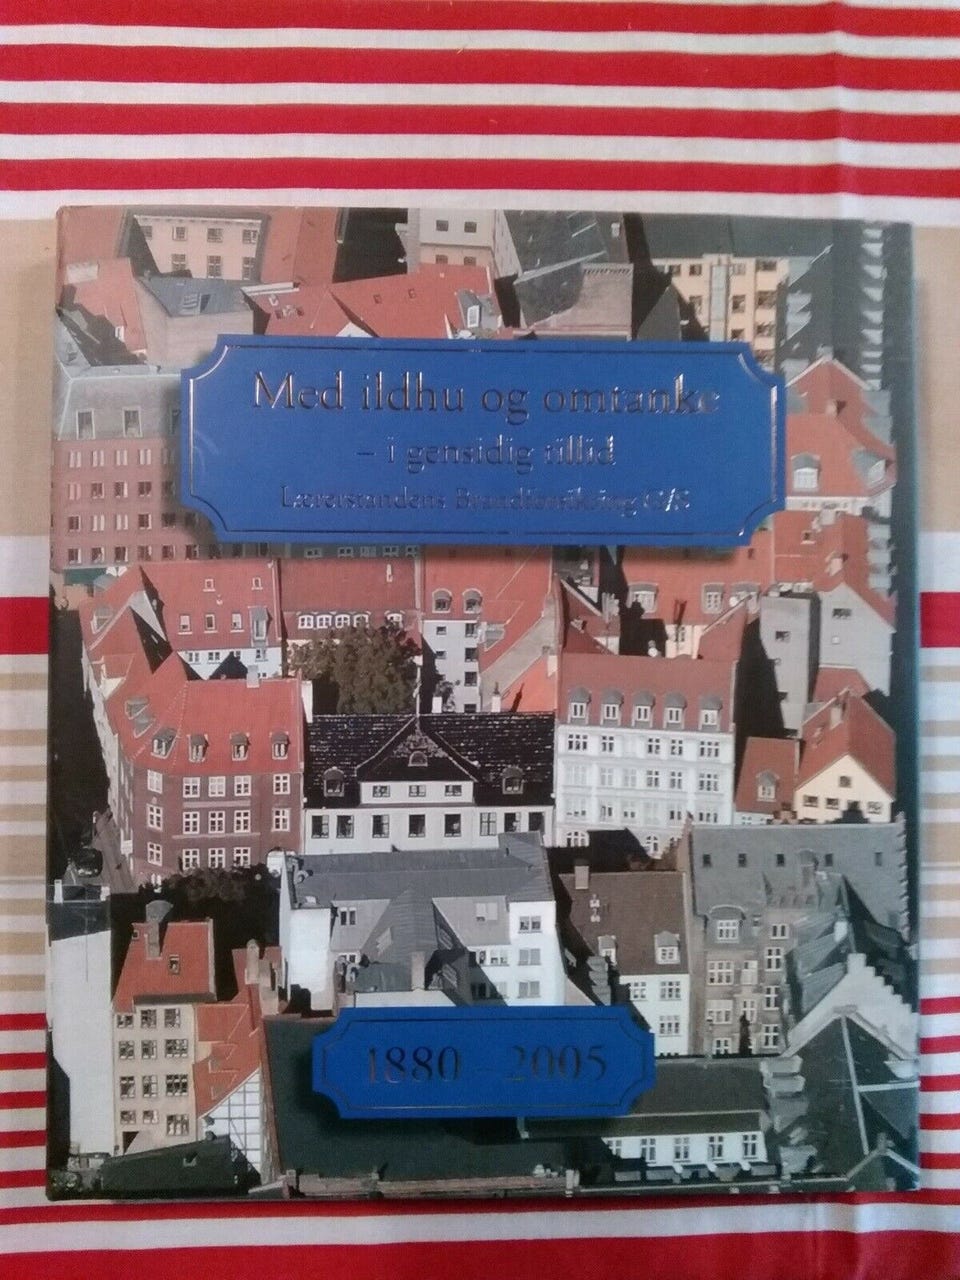 Med ildhu og omtanke
– i gensidig tillid
Lærerstandens Brandforsikring G/S
1880 – 2005